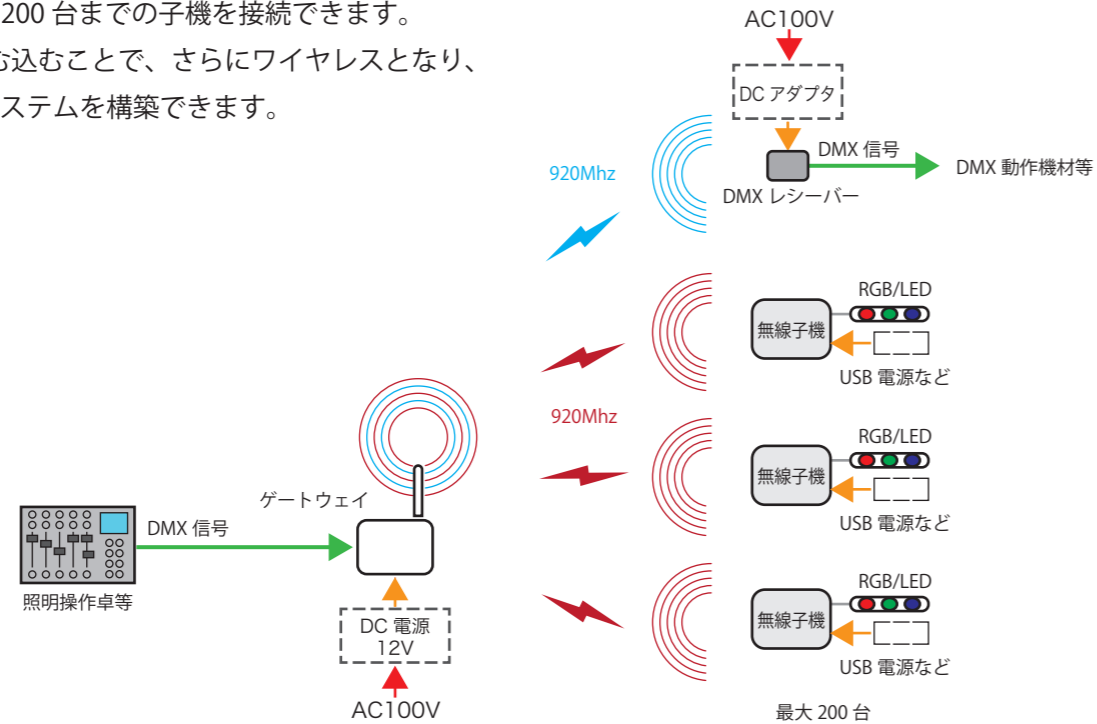 200 台までの子機を接続できます。
込むことで、さらにワイヤレスとなり、
ステムを構築できます。
AC100V
DC アダプタ
DMX 信号
DMX 動作機材等
DMX レシーバー
920Mhz
RGB/LED
無線子機
USB 電源など
920Mhz
RGB/LED
無線子機
USB 電源など
ゲートウェイ
DMX 信号
照明操作卓等
DC 電源
12V
AC100V
RGB/LED
無線子機
USB 電源など
最大 200 台